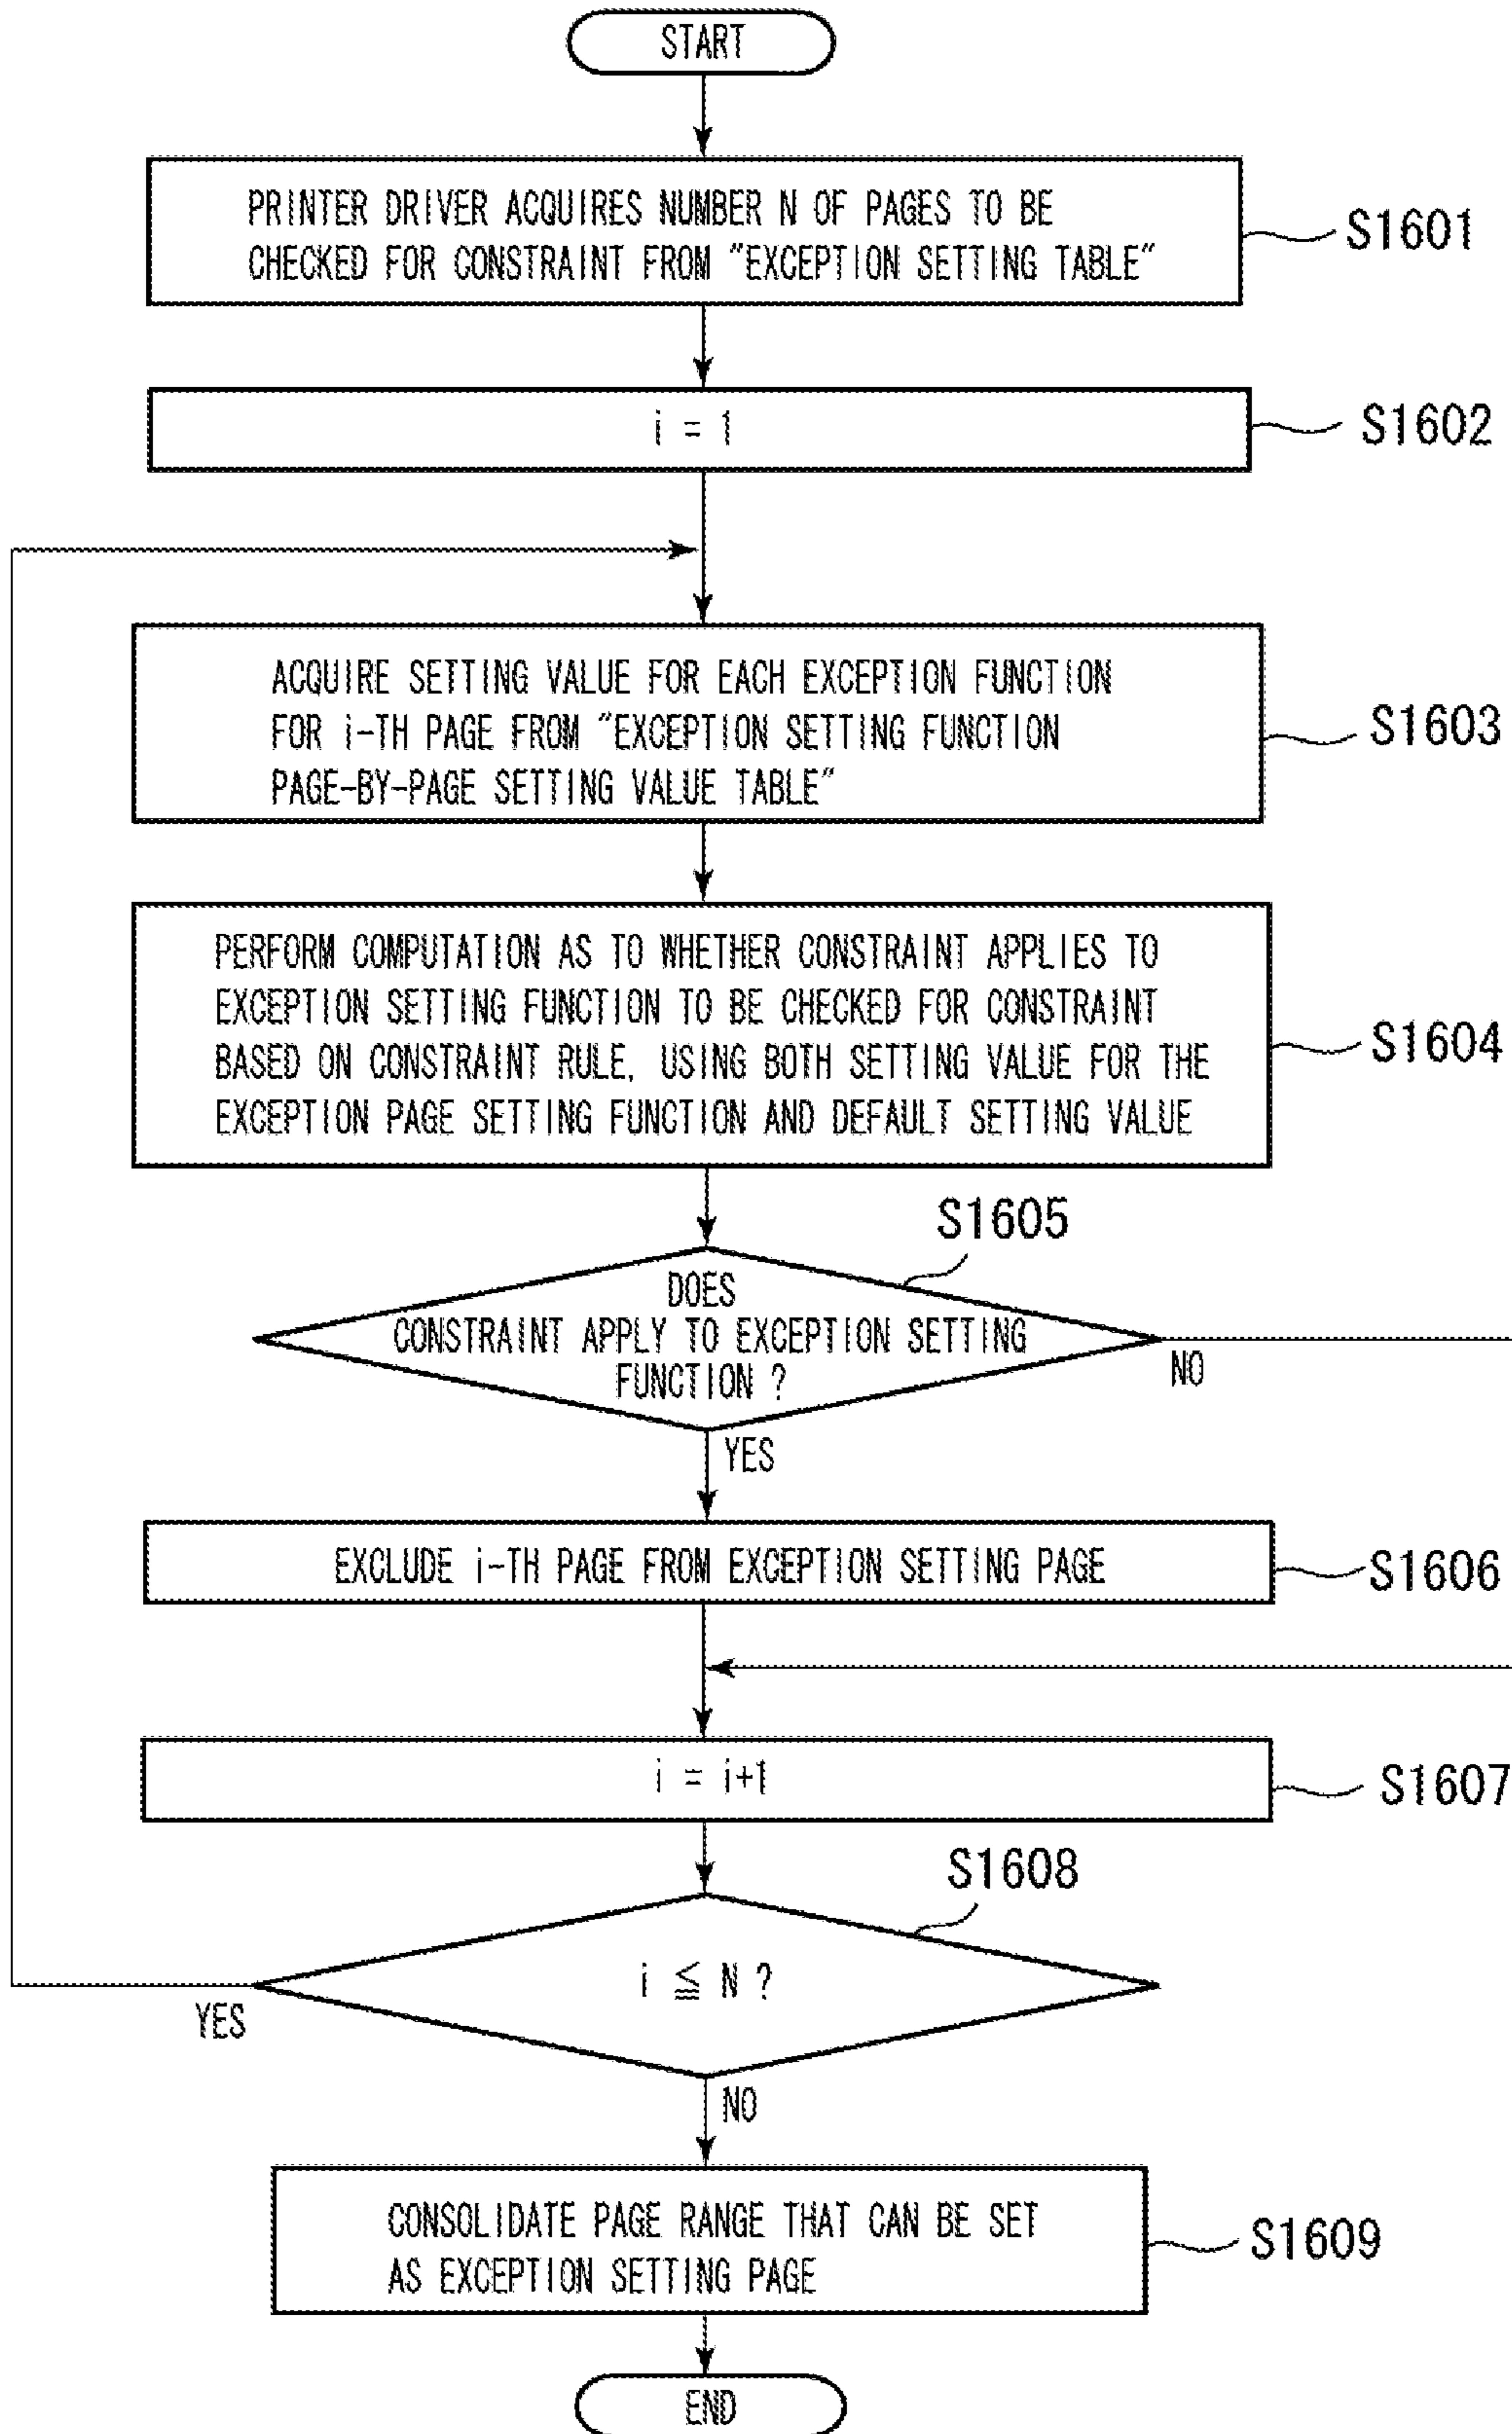 START
PRINTER DRIVER ACQUIRES NUMBER N OF PAGES TO BE
CHECKED FOR CONSTRAINT FROM "EXCEPTION SETTING TABLE"
S1601
i = 1
S1602
ACQUIRE SETTING VALUE FOR EACH EXCEPTION FUNCTION
FOR i-TH PAGE FROM "EXCEPTION SETTING FUNCTION
PAGE-BY-PAGE SETTING VALUE TABLE"
S1603
PERFORM COMPUTATION AS TO WHETHER CONSTRAINT APPLIES TO
EXCEPTION SETTING FUNCTION TO BE CHECKED FOR CONSTRAINT
BASED ON CONSTRAINT RULE, USING BOTH SETTING VALUE FOR THE
EXCEPTION PAGE SETTING FUNCTION AND DEFAULT SETTING VALUE
S1604
S1605
DOES
CONSTRAINT APPLY TO EXCEPTION SETTING
FUNCTION ?
NO
YES
EXCLUDE i-TH PAGE FROM EXCEPTION SETTING PAGE
S1606
i = i+1
S1607
S1608
i ≦ N ?
YES
NO
CONSOLIDATE PAGE RANGE THAT CAN BE SET
AS EXCEPTION SETTING PAGE
S1609
END